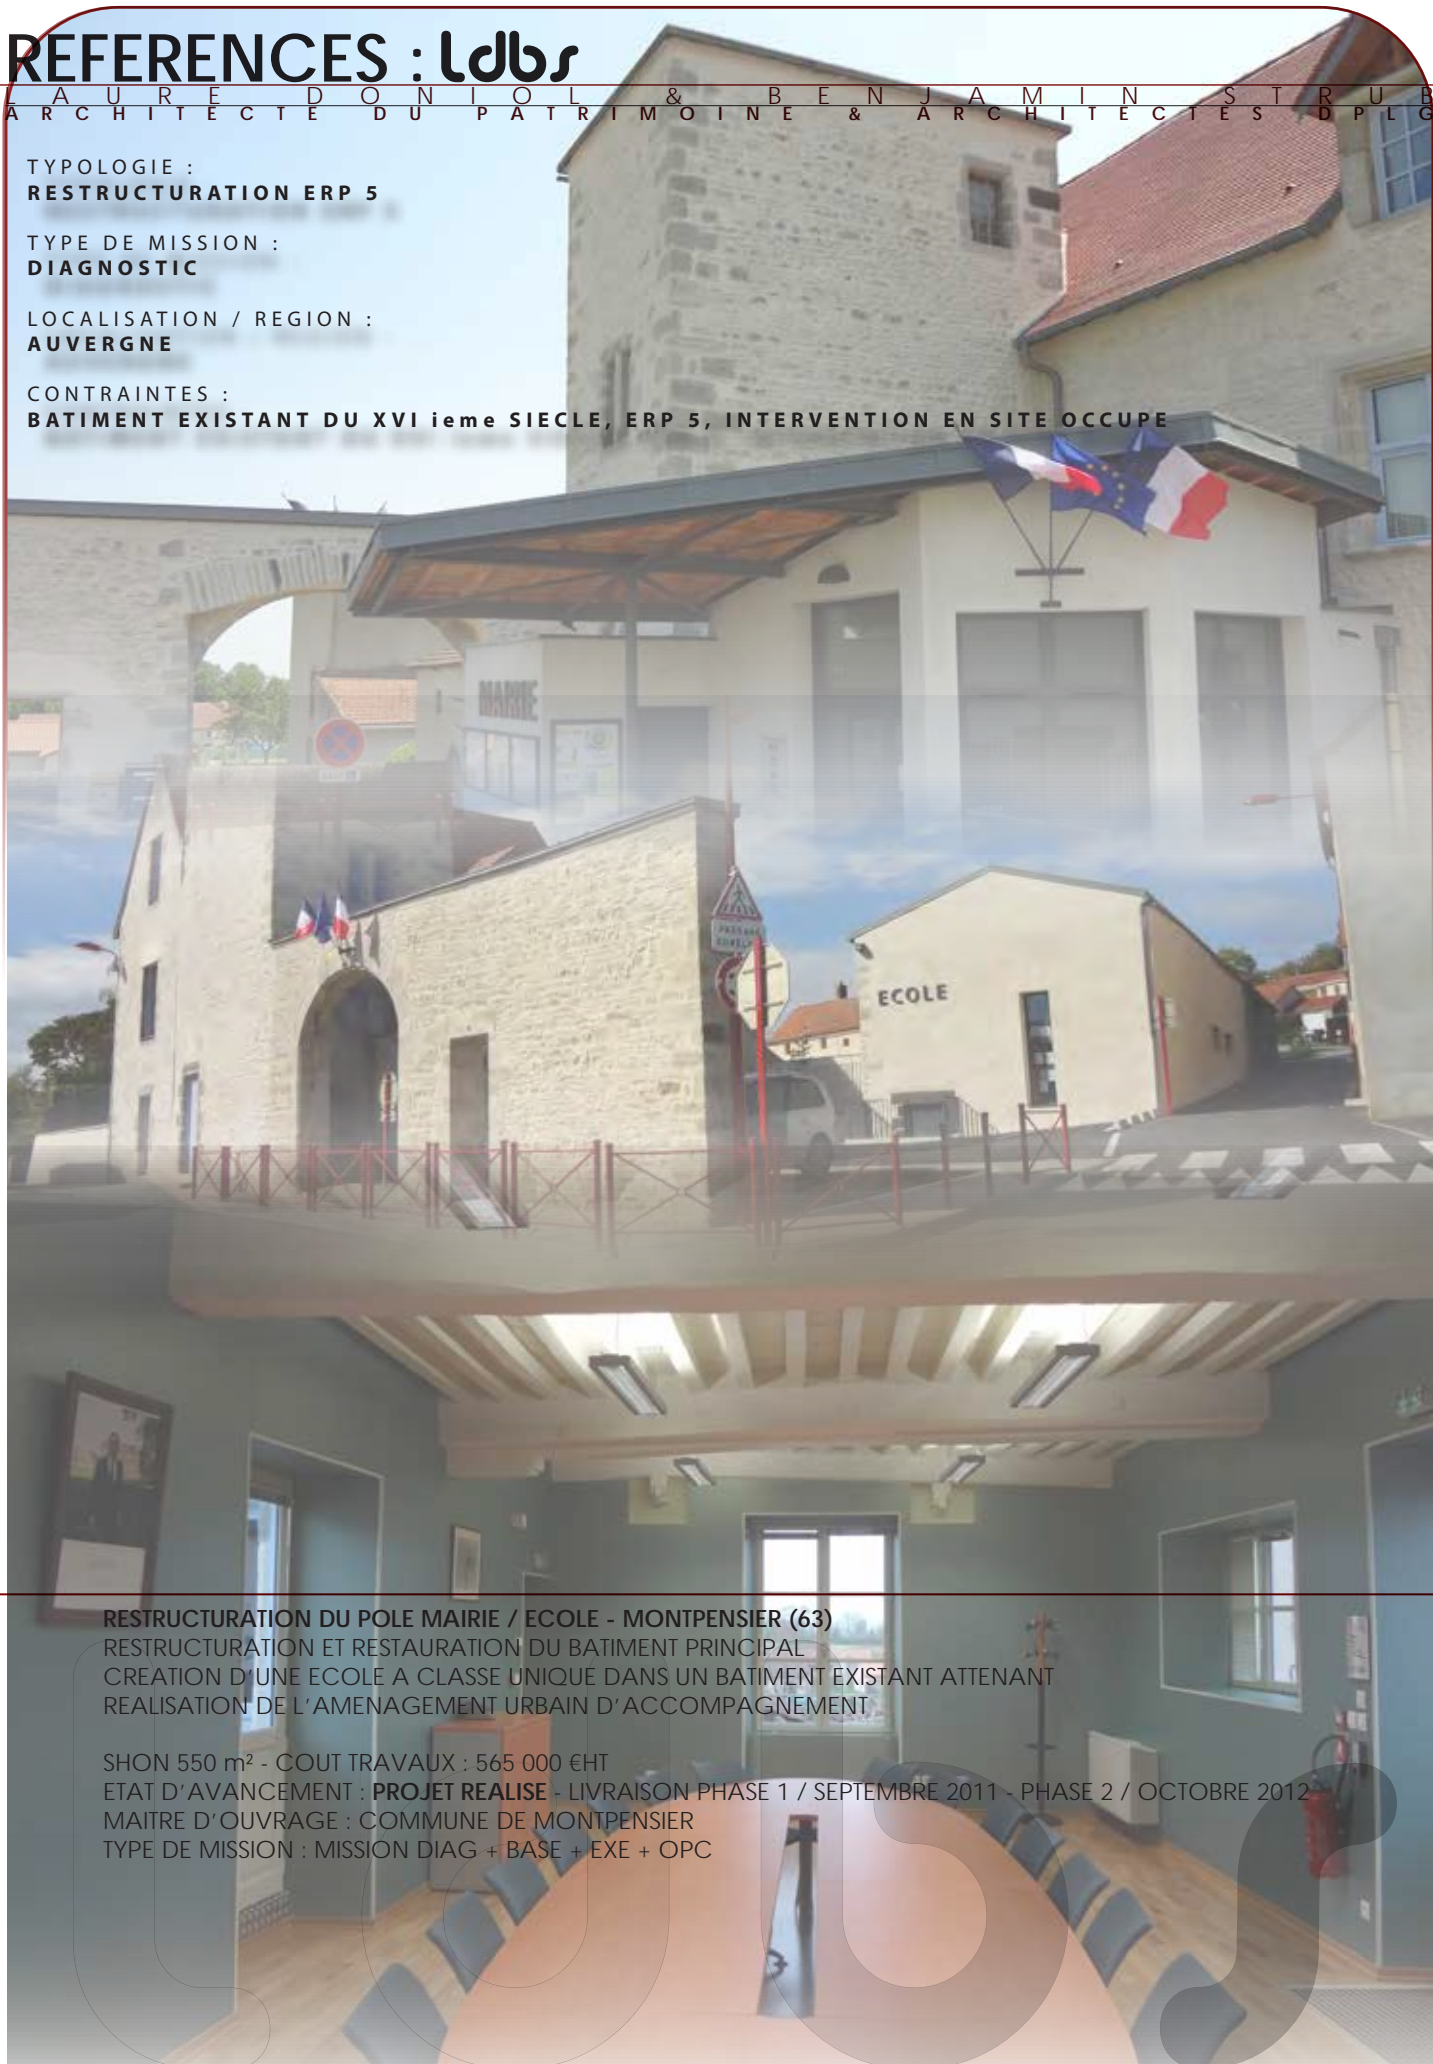 REFERENCES : ldbs
LAURE DONIOL & BENJAMIN STRUB
ARCHITECTE DU PATRIMOINE & ARCHITECTES DPLG
TYPOLOGIE :
RESTRUCTURATION ERP 5
TYPE DE MISSION :
DIAGNOSTIC
LOCALISATION / REGION :
AUVERGNE
CONTRAINTES :
BATIMENT EXISTANT DU XVI ieme SIECLE, ERP 5, INTERVENTION EN SITE OCCUPE
MAIRIE
PASSAGE
ECOLE
RESTRUCTURATION DU POLE MAIRIE / ECOLE - MONTPENSIER (63)
RESTRUCTURATION ET RESTAURATION DU BATIMENT PRINCIPAL
CREATION D'UNE ECOLE A CLASSE UNIQUE DANS UN BATIMENT EXISTANT ATTENANT
REALISATION DE L'AMENAGEMENT URBAIN D'ACCOMPAGNEMENT
SHON 550 m² - COUT TRAVAUX : 565 000 €HT
ETAT D'AVANCEMENT : PROJET REALISE - LIVRAISON PHASE 1 / SEPTEMBRE 2011 - PHASE 2 / OCTOBRE 2012
MAITRE D'OUVRAGE : COMMUNE DE MONTPENSIER
TYPE DE MISSION : MISSION DIAG + BASE + EXE + OPC
ldbs